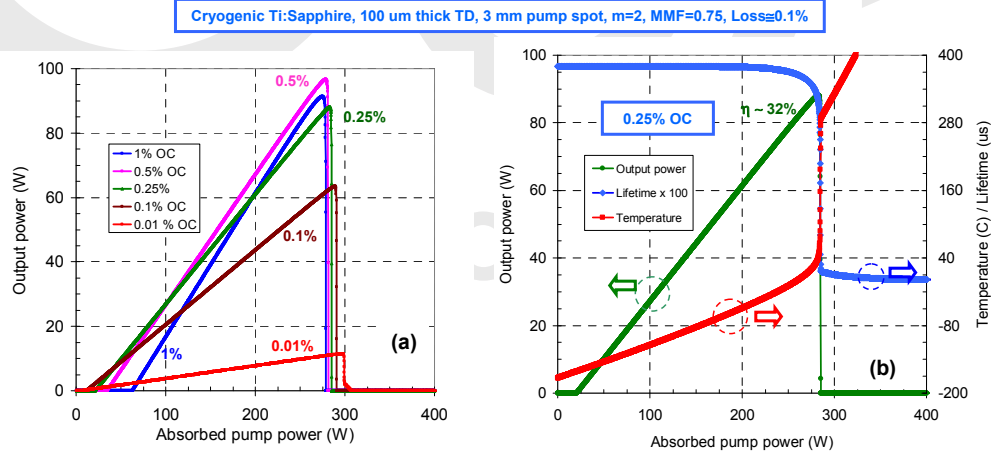 Cryogenic Ti:Sapphire, 100 um thick TD, 3 mm pump spot, m=2, MMF=0.75, Loss≅0.1%
100
80
60
40
20
0
Output power (W)
0.5%
0.25%
1% OC
0.5% OC
0.25%
0.1% OC
0.01 % OC
0.1%
1%
0.01%
(a)
0 100 200 300 400
Absorbed pump power (W)
100
80
60
40
20
0
Output power (W)
0.25% OC
η ~ 32%
Output power
Lifetime x 100
Temperature
(b)
400
280
160
40
-80
-200
Temperature (C) / Lifetime (us)
0 100 200 300 400
Absorbed pump power (W)